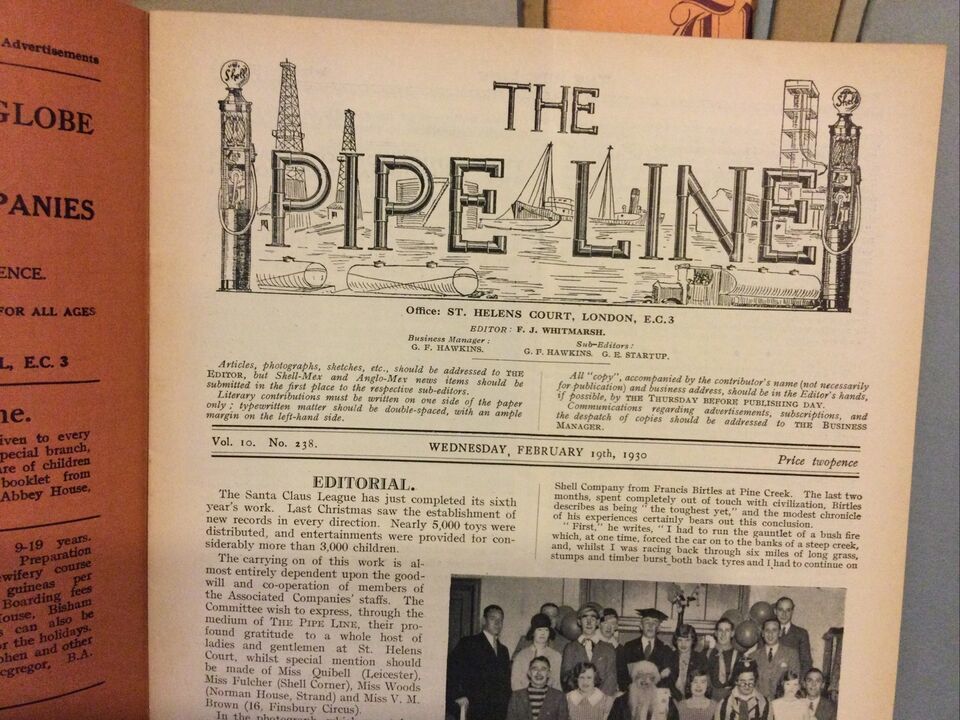 Advertisements
GLOBE
PANIES
ENCE.
FOR ALL AGES
L, E.C. 3
ne.
iven to every
pecial branch,
are of children
booklet from
Abbey House,
9-19 years.
Preparation
ewifery course
guineas per
Boarding fees
House, Bisham
s can also be
r the holidays.
phen and other
cgregor, B.A.
Shell
Shell
THE
PIPE LINE
Office: ST. HELENS COURT, LONDON, E.C.3
EDITOR: F. J. WHITMARSH.
Business Manager:
G. F. HAWKINS.
Sub-Editors:
G. F. HAWKINS. G. E. STARTUP.
Articles, photographs, sketches, etc., should be addressed to THE
EDITOR, but Shell-Mex and Anglo-Mex news items should be
submitted in the first place to the respective sub-editors.
Literary contributions must be written on one side of the paper
only; typewritten matter should be double-spaced, with an ample
margin on the left-hand side.
All "copy", accompanied by the contributor's name (not necessarily
for publication) and business address, should be in the Editor's hands,
if possible, by THE THURSDAY BEFORE PUBLISHING DAY.
Communications regarding advertisements, subscriptions, and
the despatch of copies should be addressed to THE BUSINESS
MANAGER.
Vol. 10. No. 238.
WEDNESDAY, FEBRUARY 19th, 1930
Price twopence
EDITORIAL.
The Santa Claus League has just completed its sixth
year's work. Last Christmas saw the establishment of
new records in every direction. Nearly 5,000 toys were
distributed, and entertainments were provided for con-
siderably more than 3,000 children.
The carrying on of this work is al-
most entirely dependent upon the good-
will and co-operation of members of
the Associated Companies' staffs. The
Committee wish to express, through the
medium of THE PIPE LINE, their pro-
found gratitude to a whole host of
ladies and gentlemen at St. Helens
Court, whilst special mention should
be made of Miss Quibell (Leicester),
Miss Fulcher (Shell Corner), Miss Woods
(Norman House, Strand) and Miss V. M.
Brown (16, Finsbury Circus).
In the photograph which
Shell Company from Francis Birtles at Pine Creek. The last two
months, spent completely out of touch with civilization, Birtles
describes as being "the toughest yet," and the modest chronicle
of his experiences certainly bears out this conclusion.
"First," he writes, "I had to run the gauntlet of a bush fire
which, at one time, forced the car on to the banks of a steep creek,
and, whilst I was racing back through six miles of long grass,
stumps and timber burst both back tyres and I had to continue on